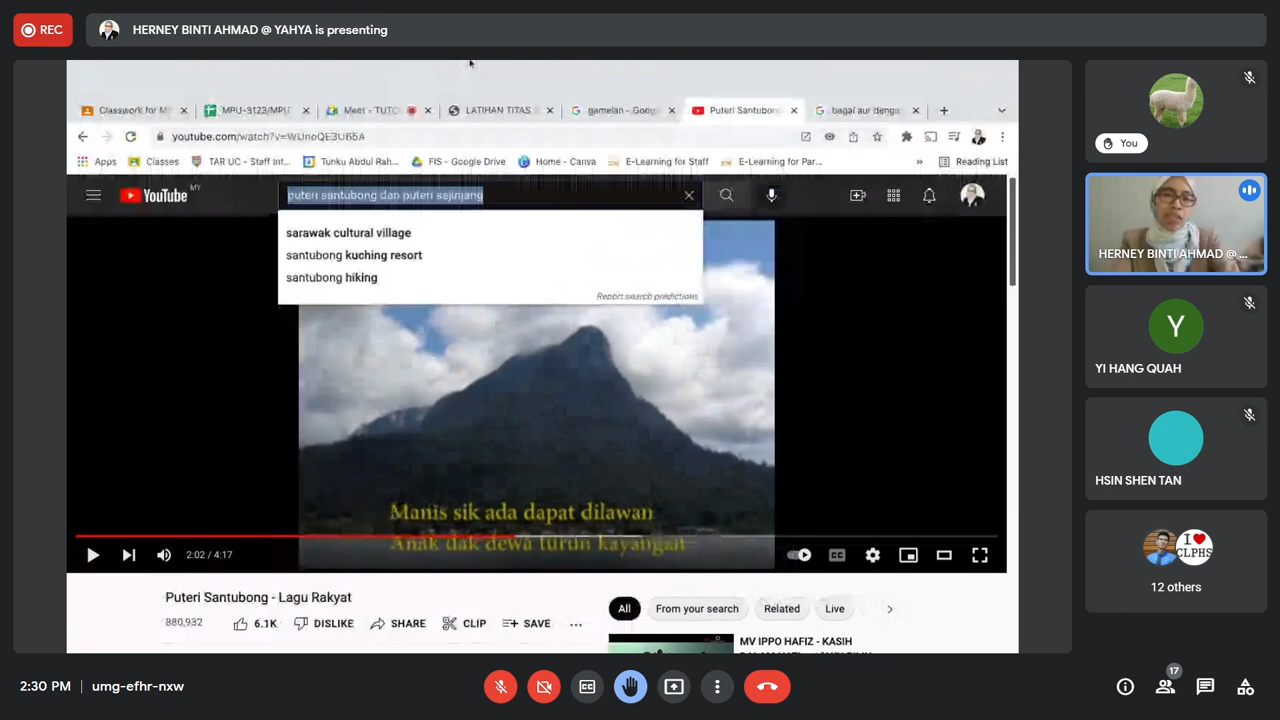 REC
HERNEY BINTI AHMAD @ YAHYA is presenting
Classwork for M
MPU-3123/MPU
Meet - TUTO
LATIHAN TITAS
gamelan - Goog
Puteri Santubon
bagai aur denga
youtube.com/watch?v=WUnoQE3U65A
Apps
Classes
TAR UC - Staff Int...
Tunku Abdul Rah...
FIS - Google Drive
Home - Canva
E-Learning for Staff
E-Learning for Par...
Reading List
YouTube MY
puteri santubong dan puteri sejinjang
sarawak cultural village
santubong kuching resort
santubong hiking
Report search predictions
Manis sik ada dapat dilawan
Anak dak dewa turun kayangan
2:02 / 4:17
CC
Puteri Santubong - Lagu Rakyat
880,932
6.1K
DISLIKE
SHARE
CLIP
SAVE
All
From your search
Related
Live
MV IPPO HAFIZ - KASIH
You
HERNEY BINTI AHMAD @ ...
Y
YI HANG QUAH
HSIN SHEN TAN
I
CLPHS
12 others
2:30 PM
umg-efhr-nxw
17